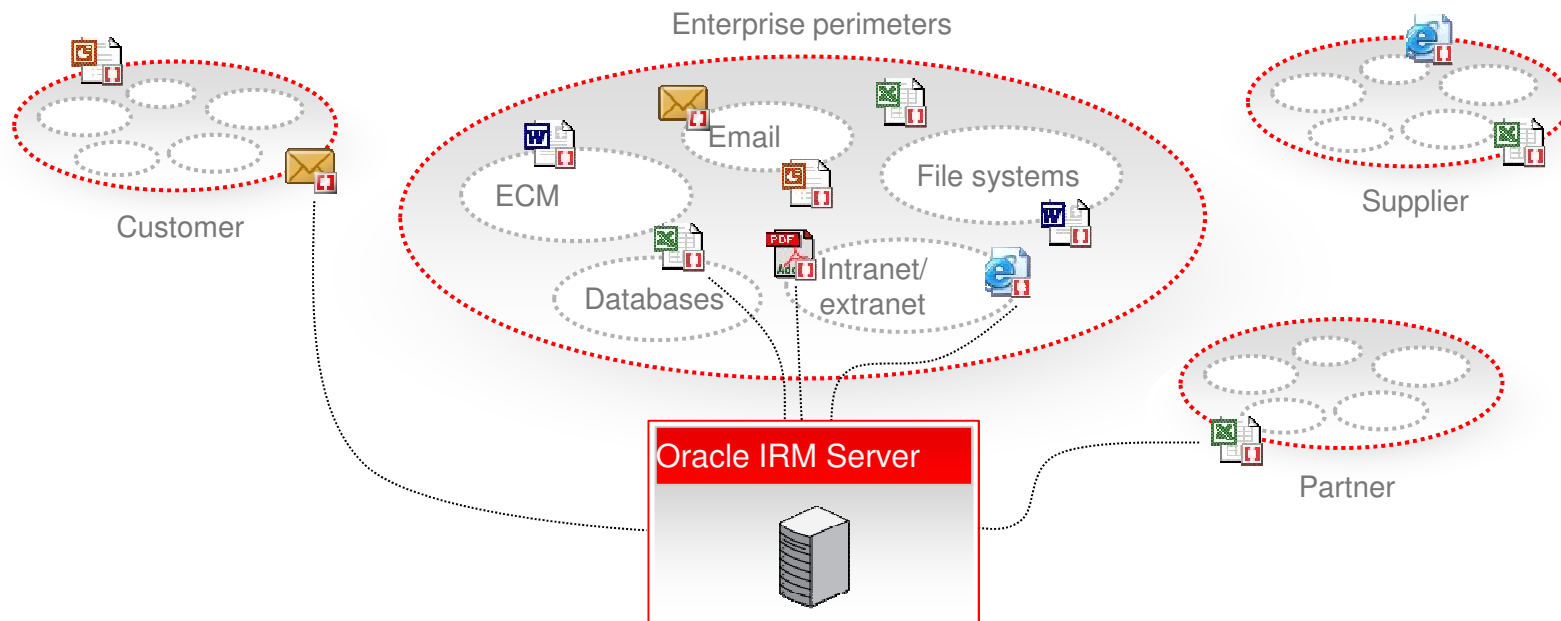 Enterprise perimeters
Email
File systems
ECM
Customer
Supplier
PDF
Intranet/
extranet
Databases
Oracle IRM Server
Partner